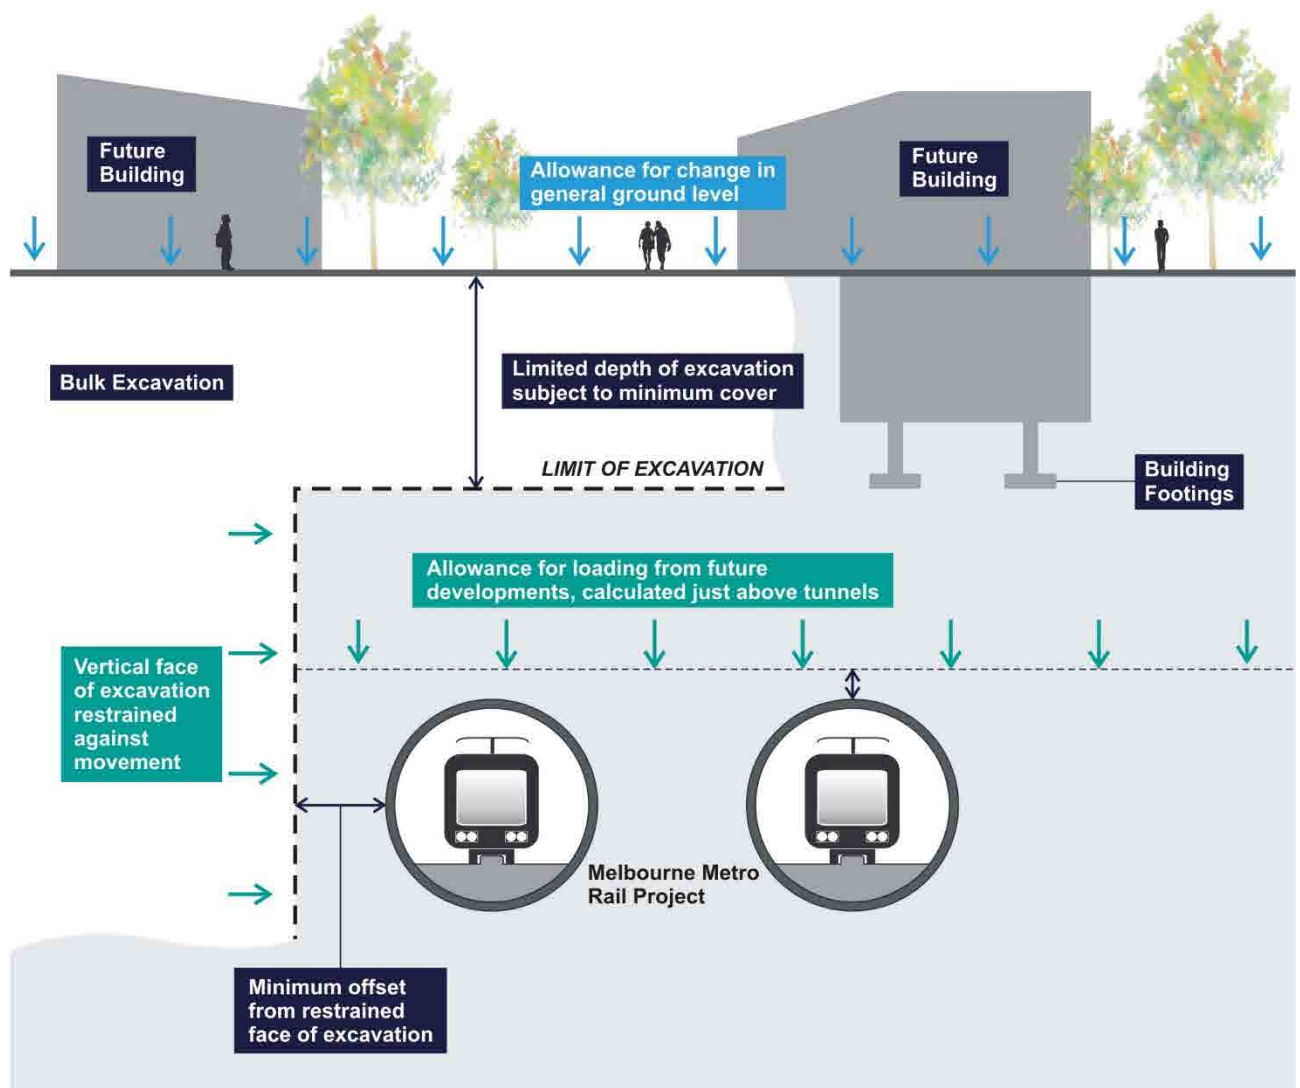 Future
Building
Allowance for change in
general ground level
Future
Building
Bulk Excavation
Limited depth of excavation
subject to minimum cover
LIMIT OF EXCAVATION
Building
Footings
Allowance for loading from future
developments, calculated just above tunnels
Vertical face
of excavation
restrained
against
movement
Melbourne Metro
Rail Project
Minimum offset
from restrained
face of excavation